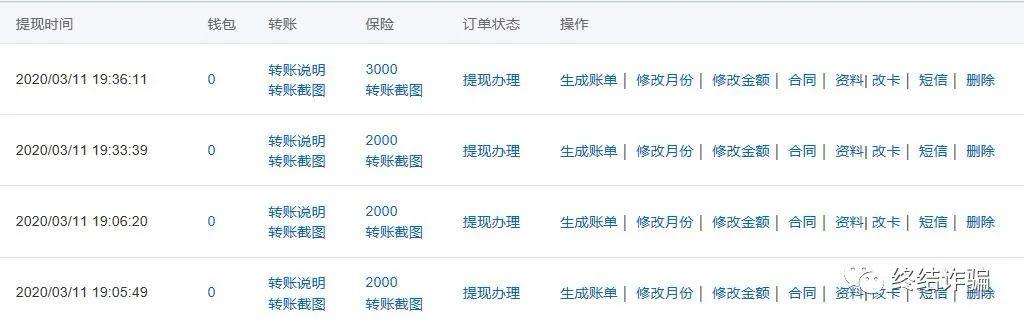 提现时间 钱包 转账 保险 订单状态 操作
2020/03/11 19:36:11 0 转账说明 3000 提现办理 生成账单 | 修改月份 | 修改金额 | 合同 | 资料| 改卡 | 短信 | 删除
转账截图 转账截图
2020/03/11 19:33:39 0 转账说明 2000 提现办理 生成账单 | 修改月份 | 修改金额 | 合同 | 资料| 改卡 | 短信 | 删除
转账截图 转账截图
2020/03/11 19:06:20 0 转账说明 2000 提现办理 生成账单 | 修改月份 | 修改金额 | 合同 | 资料| 改卡 | 短信 | 删除
转账截图 转账截图
2020/03/11 19:05:49 0 转账说明 2000 提现办理 生成账单 | 修改月份 | 修改金额 | 合同 | 资料| 改卡 | 短信 | 删除
转账截图 转账截图
终结诈骗